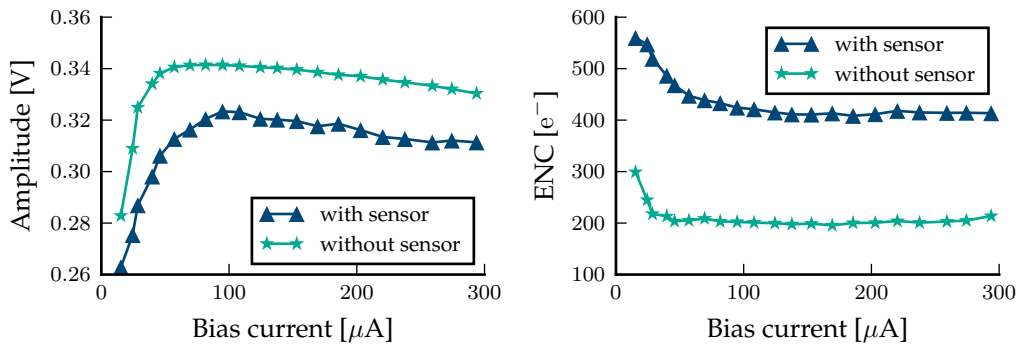 Amplitude [V]
0.36
0.34
0.32
0.30
0.28
0.26
with sensor
without sensor
0
100
200
300
Bias current [μA]
ENC [e⁻]
600
500
400
300
200
100
with sensor
without sensor
0
100
200
300
Bias current [μA]